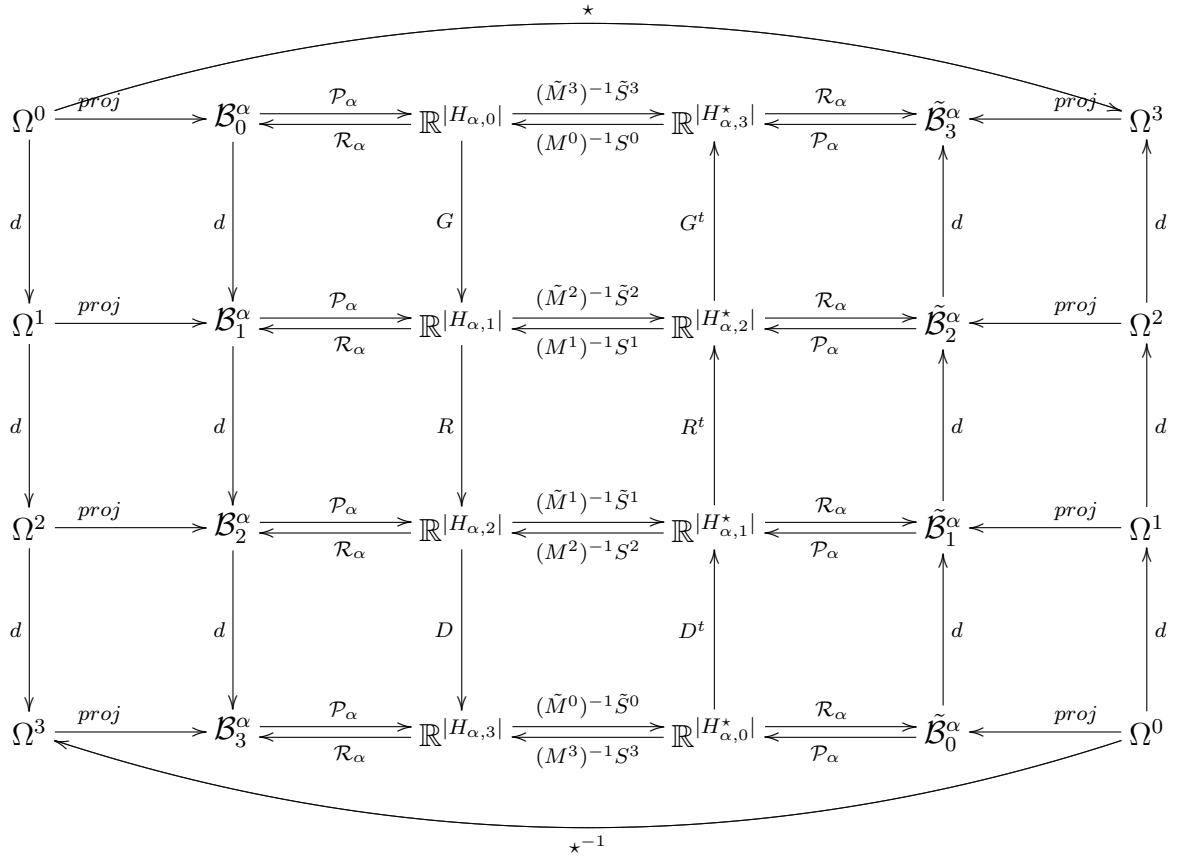 ⋆
Ω^0 proj B_0^α P_α R_α ℝ^{|H_{α,0}|} (M̃^3)^{-1}S̃^3 (M^0)^{-1}S^0 ℝ^{|H^⋆_{α,3}|} R_α P_α B̃_3^α proj Ω^3
d d G G^t d d
Ω^1 proj B_1^α P_α R_α ℝ^{|H_{α,1}|} (M̃^2)^{-1}S̃^2 (M^1)^{-1}S^1 ℝ^{|H^⋆_{α,2}|} R_α P_α B̃_2^α proj Ω^2
d d R R^t d d
Ω^2 proj B_2^α P_α R_α ℝ^{|H_{α,2}|} (M̃^1)^{-1}S̃^1 (M^2)^{-1}S^2 ℝ^{|H^⋆_{α,1}|} R_α P_α B̃_1^α proj Ω^1
d d D D^t d d
Ω^3 proj B_3^α P_α R_α ℝ^{|H_{α,3}|} (M̃^0)^{-1}S̃^0 (M^3)^{-1}S^3 ℝ^{|H^⋆_{α,0}|} R_α P_α B̃_0^α proj Ω^0
⋆^{-1}